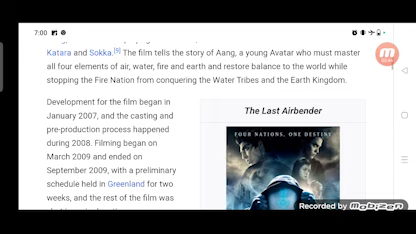 7:00
Katara and Sokka.[9] The film tells the story of Aang, a young Avatar who must master
all four elements of air, water, fire and earth and restore balance to the world while
stopping the Fire Nation from conquering the Water Tribes and the Earth Kingdom.
Development for the film began in
January 2007, and the casting and
pre-production process happened
during 2008. Filming began on
March 2009 and ended on
September 2009, with a preliminary
schedule held in Greenland for two
weeks, and the rest of the film was
The Last Airbender
FOUR NATIONS, ONE DESTINY
Recorded by Mobizen